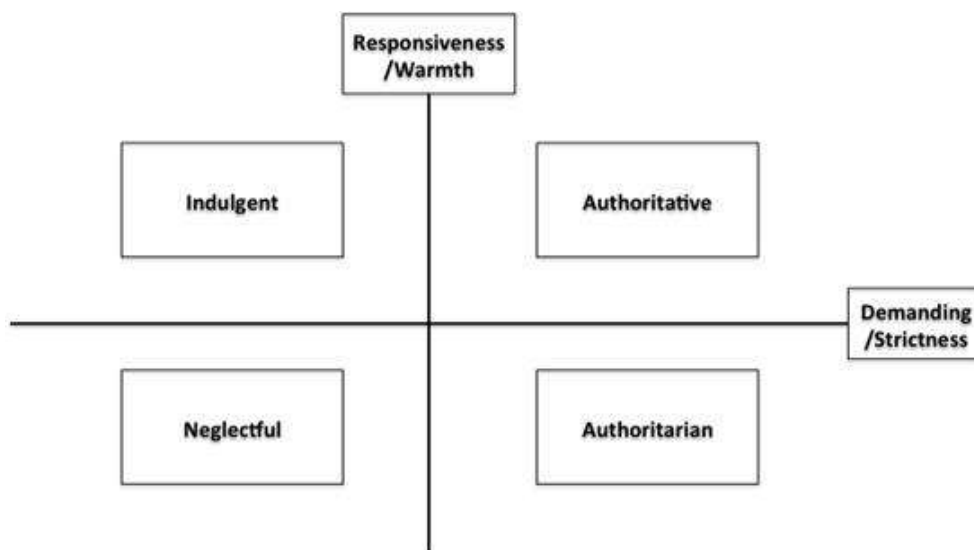 Responsiveness
/Warmth
Indulgent
Authoritative
Demanding
/Strictness
Neglectful
Authoritarian